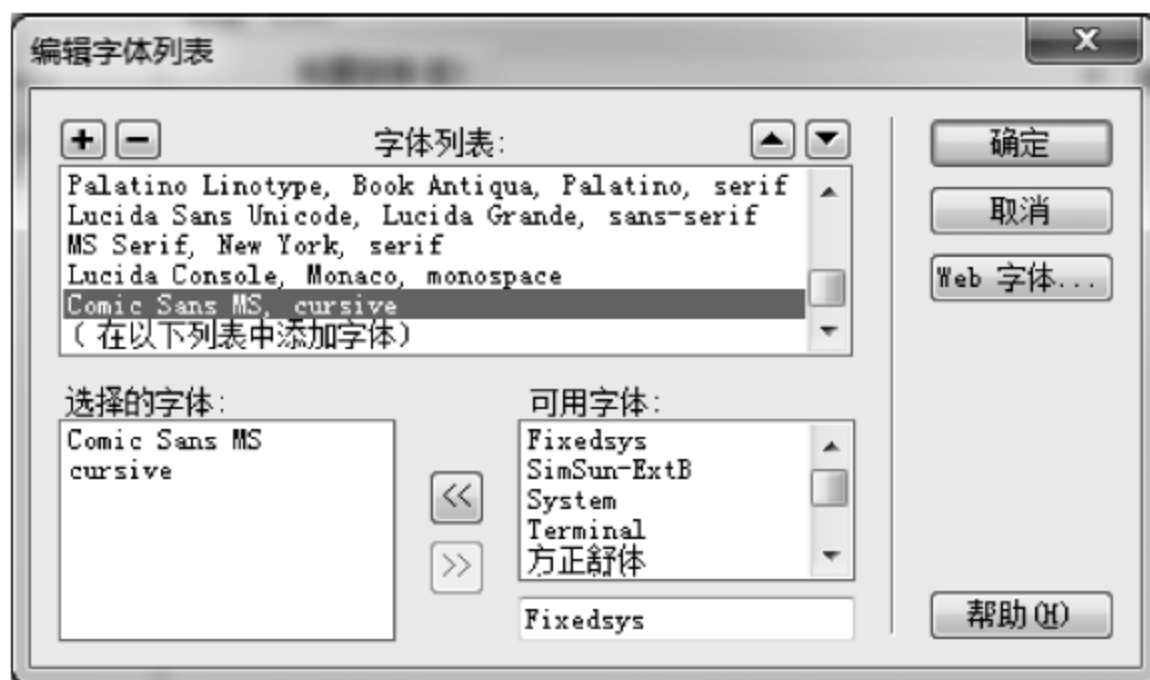 编辑字体列表
字体列表:
Palatino Linotype, Book Antiqua, Palatino, serif
Lucida Sans Unicode, Lucida Grande, sans-serif
MS Serif, New York, serif
Lucida Console, Monaco, monospace
Comic Sans MS, cursive
(在以下列表中添加字体)
选择的字体:
Comic Sans MS
cursive
<<
>>
可用字体:
Fixedsys
SimSun-ExtB
System
Terminal
方正舒体
Fixedsys
确定
取消
Web 字体...
帮助(H)